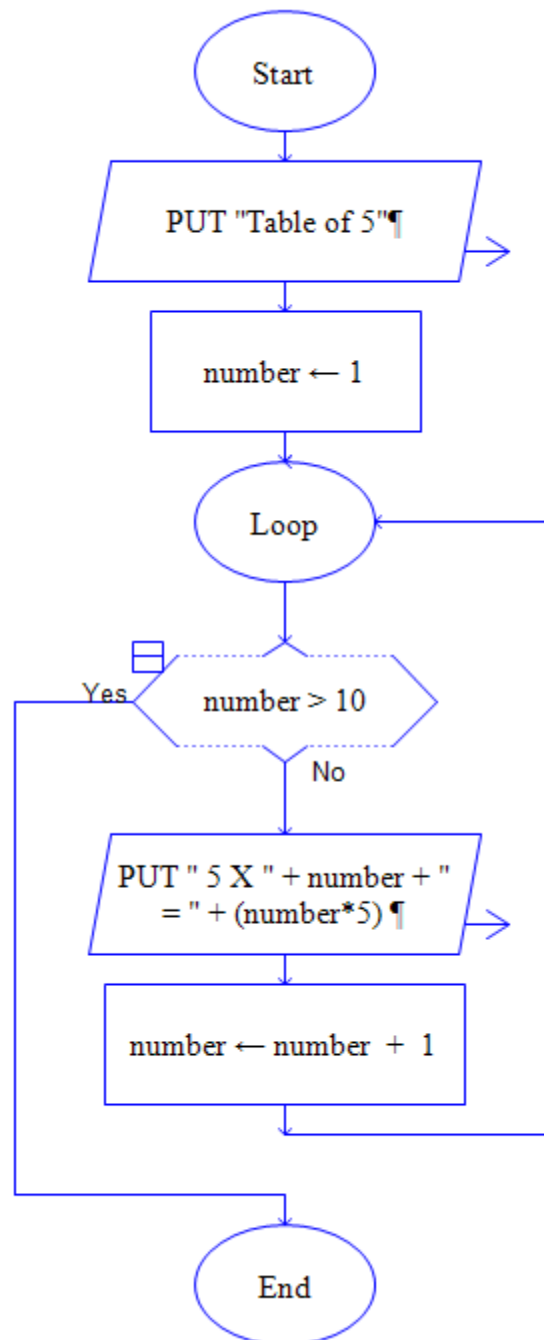 Start
PUT "Table of 5"¶
number ← 1
Loop
number > 10
Yes
No
PUT " 5 X " + number + "
= " + (number*5) ¶
number ← number + 1
End